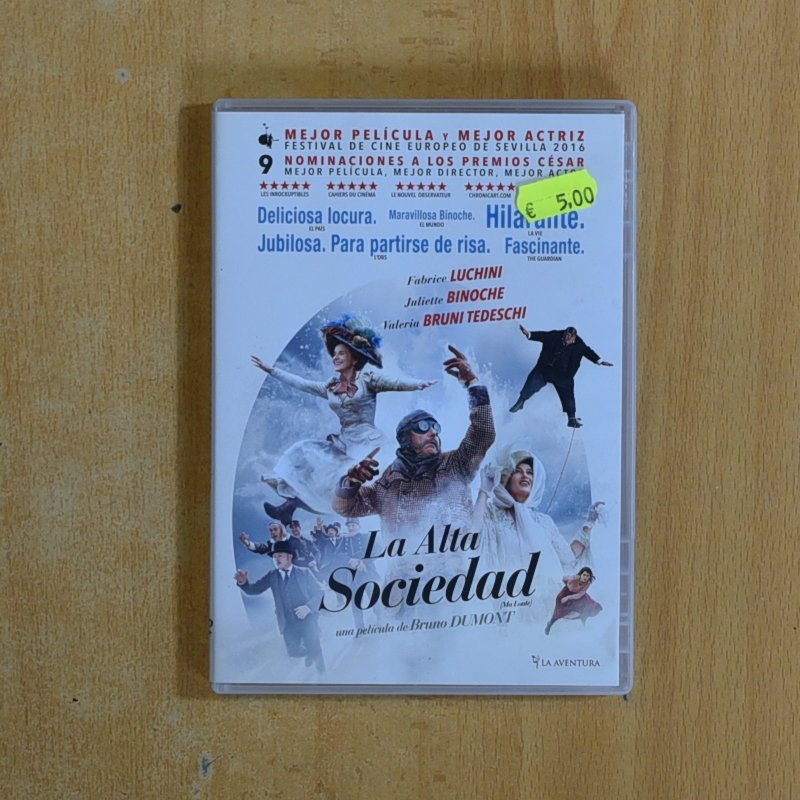 MEJOR PELÍCULA Y MEJOR ACTRIZ
FESTIVAL DE CINE EUROPEO DE SEVILLA 2016
9 NOMINACIONES A LOS PREMIOS CÉSAR
MEJOR PELÍCULA, MEJOR DIRECTOR, MEJOR ACTO
★★★★★ ★★★★★ ★★★★★ ★★★★★
LES INROCKUPTIBLES CAHIERS DU CINÉMA LE NOUVEL OBSERVATEUR CHRONICART.COM
€ 5,00
Deliciosa locura. Maravillosa Binoche. Hilarante.
EL PAÍS EL MUNDO LA VIE
Jubilosa. Para partirse de risa. Fascinante.
L'OBS THE GUARDIAN
Fabrice LUCHINI
Juliette BINOCHE
Valeria BRUNI TEDESCHI
La Alta
Sociedad
(Ma Loute)
una película de Bruno DUMONT
LA AVENTURA